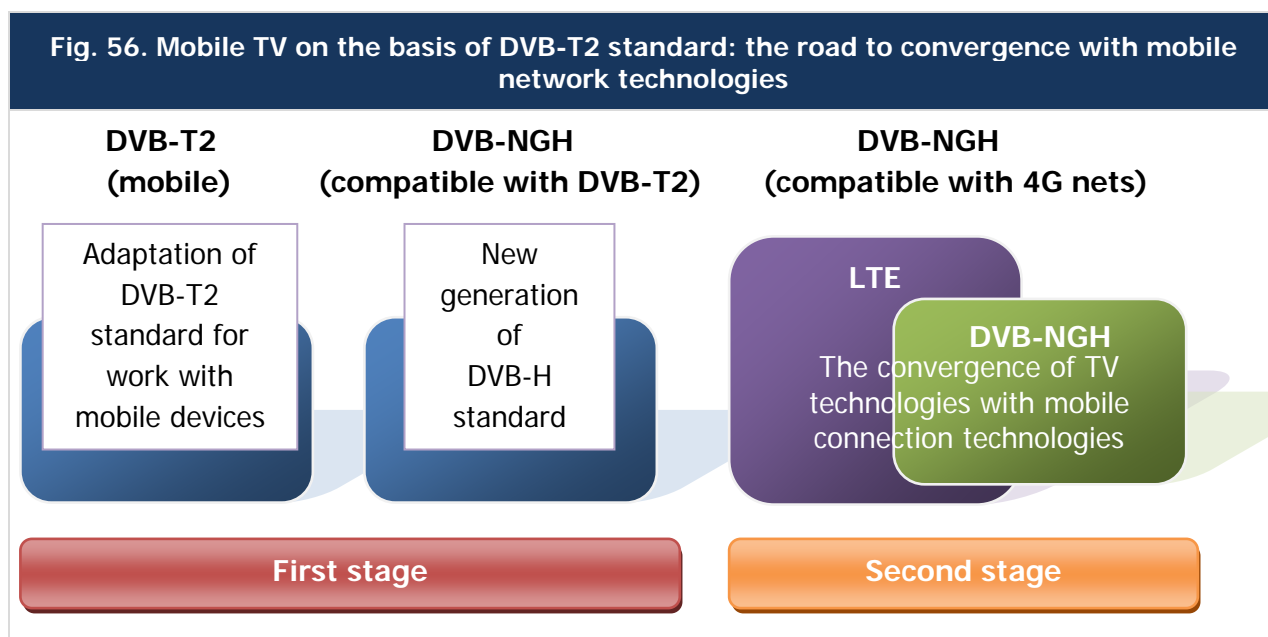 Fig. 56. Mobile TV on the basis of DVB-T2 standard: the road to convergence with mobile
network technologies
DVB-T2
(mobile)
DVB-NGH
(compatible with DVB-T2)
DVB-NGH
(compatible with 4G nets)
Adaptation of
DVB-T2
standard for
work with
mobile devices
New
generation
of
DVB-H
standard
LTE
DVB-NGH
The convergence of TV
technologies with mobile
connection technologies
First stage
Second stage